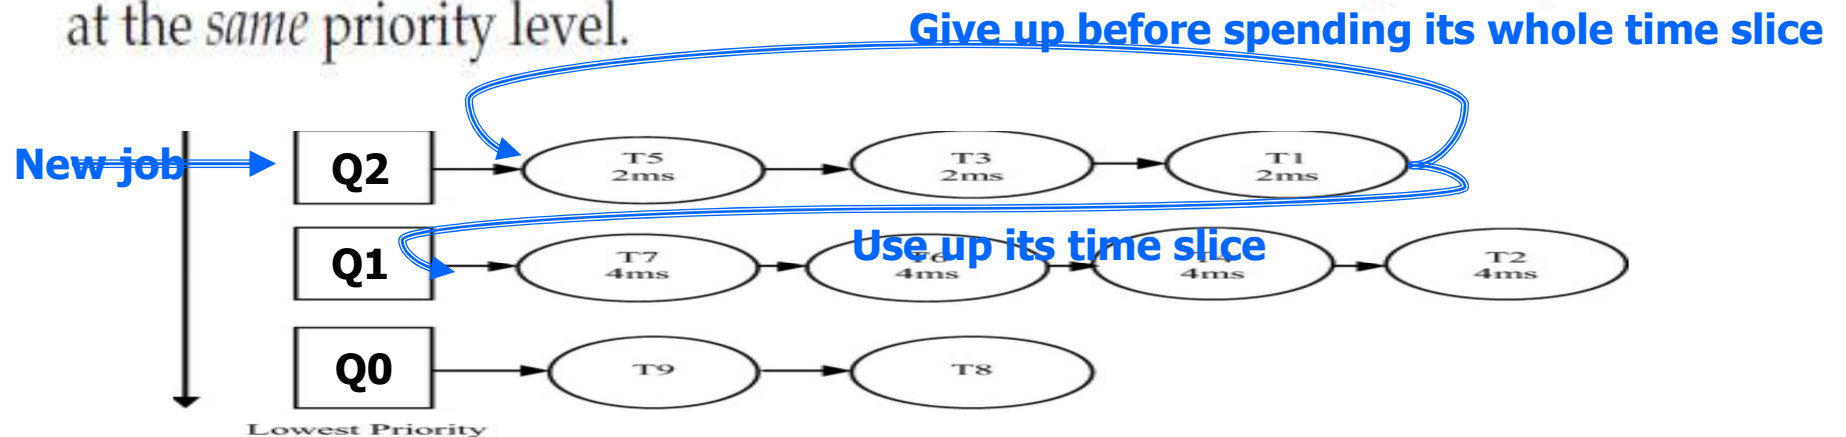 at the same priority level.
Give up before spending its whole time slice
New job
Q2
T5
2ms
T3
2ms
T1
2ms
Use up its time slice
Q1
T7
4ms
T6
4ms
T4
4ms
T2
4ms
Q0
T9
T8
Lowest Priority